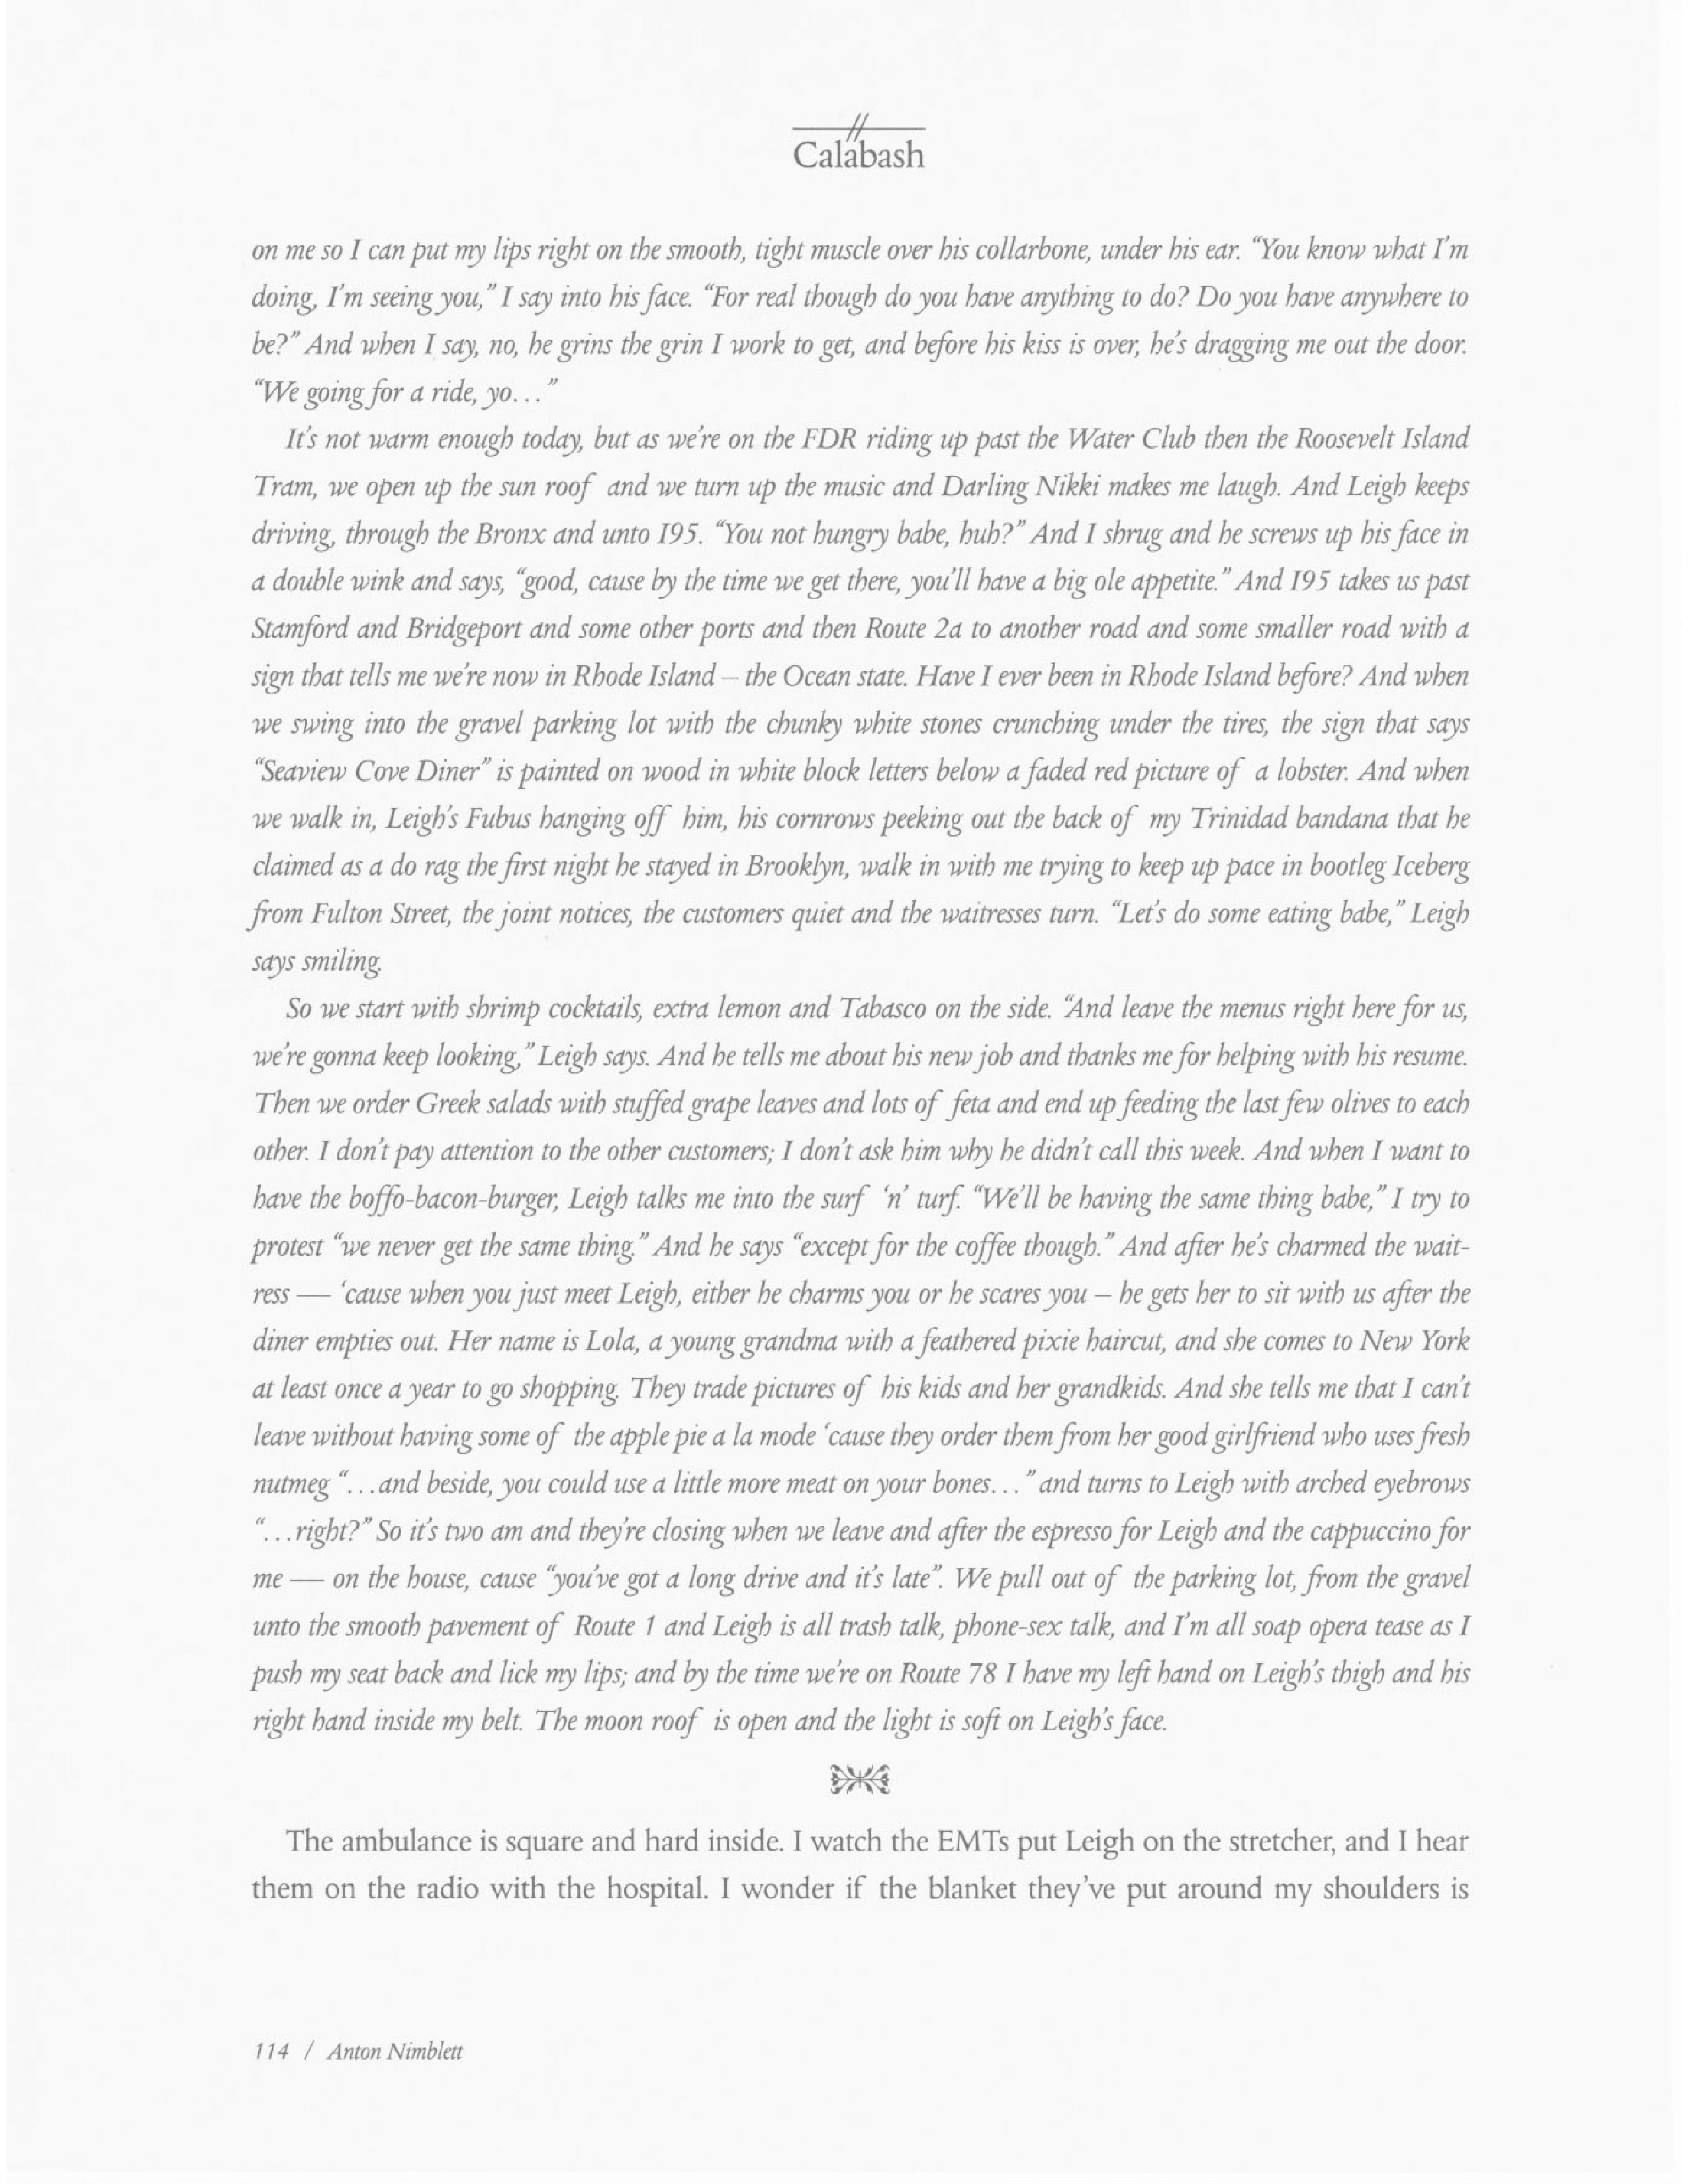 Calabash
on me so I can put my lips right on the smooth, tight muscle over his collarbone, under his ear. “You know what I’m
doing, I’m seeing you,” I say into his face. “For real though do you have anything to do? Do you have anywhere to
be?” And when I say, no, he grins the grin I work to get, and before his kiss is over, he’s dragging me out the door.
“We going for a ride, yo…”
It’s not warm enough today, but as we’re on the FDR riding up past the Water Club then the Roosevelt Island
Tram, we open up the sun roof and we turn up the music and Darling Nikki makes me laugh. And Leigh keeps
driving, through the Bronx and unto I95. “You not hungry babe, huh?” And I shrug and he screws up his face in
a double wink and says, “good, cause by the time we get there, you’ll have a big ole appetite.” And I95 takes us past
Stamford and Bridgeport and some other ports and then Route 2a to another road and some smaller road with a
sign that tells me we’re now in Rhode Island – the Ocean state. Have I ever been in Rhode Island before? And when
we swing into the gravel parking lot with the chunky white stones crunching under the tires, the sign that says
“Seaview Cove Diner” is painted on wood in white block letters below a faded red picture of a lobster. And when
we walk in, Leigh’s Fubus hanging off him, his cornrows peeking out the back of my Trinidad bandana that he
claimed as a do rag the first night he stayed in Brooklyn, walk in with me trying to keep up pace in bootleg Iceberg
from Fulton Street, the joint notices, the customers quiet and the waitresses turn. “Let’s do some eating babe,” Leigh
says smiling.
So we start with shrimp cocktails, extra lemon and Tabasco on the side. “And leave the menus right here for us,
we’re gonna keep looking,” Leigh says. And he tells me about his new job and thanks me for helping with his resume.
Then we order Greek salads with stuffed grape leaves and lots of feta and end up feeding the last few olives to each
other. I don’t pay attention to the other customers; I don’t ask him why he didn’t call this week. And when I want to
have the boffo-bacon-burger, Leigh talks me into the surf ‘n’ turf. “We’ll be having the same thing babe,” I try to
protest “we never get the same thing.” And he says “except for the coffee though.” And after he’s charmed the wait-
ress — ‘cause when you just meet Leigh, either he charms you or he scares you – he gets her to sit with us after the
diner empties out. Her name is Lola, a young grandma with a feathered pixie haircut, and she comes to New York
at least once a year to go shopping. They trade pictures of his kids and her grandkids. And she tells me that I can’t
leave without having some of the apple pie a la mode ‘cause they order them from her good girlfriend who uses fresh
nutmeg “…and beside, you could use a little more meat on your bones…” and turns to Leigh with arched eyebrows
“…right?” So it’s two am and they’re closing when we leave and after the espresso for Leigh and the cappuccino for
me — on the house, cause “you’ve got a long drive and it’s late”. We pull out of the parking lot, from the gravel
unto the smooth pavement of Route 1 and Leigh is all trash talk, phone-sex talk, and I’m all soap opera tease as I
push my seat back and lick my lips; and by the time we’re on Route 78 I have my left hand on Leigh’s thigh and his
right hand inside my belt. The moon roof is open and the light is soft on Leigh’s face.
The ambulance is square and hard inside. I watch the EMTs put Leigh on the stretcher, and I hear
them on the radio with the hospital. I wonder if the blanket they’ve put around my shoulders is
114 / Anton Nimblett